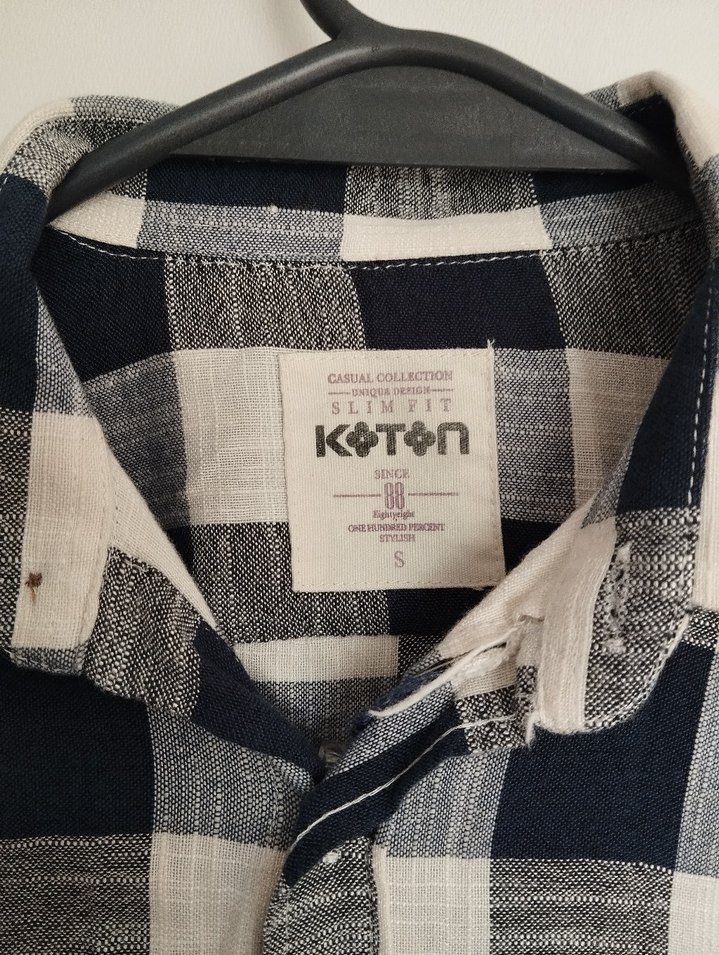 CASUAL COLLECTION
UNIQUE DESIGN
SLIM FIT
KOTON
SINCE
88
Eightyeight
ONE HUNDRED PERCENT
STYLISH
S